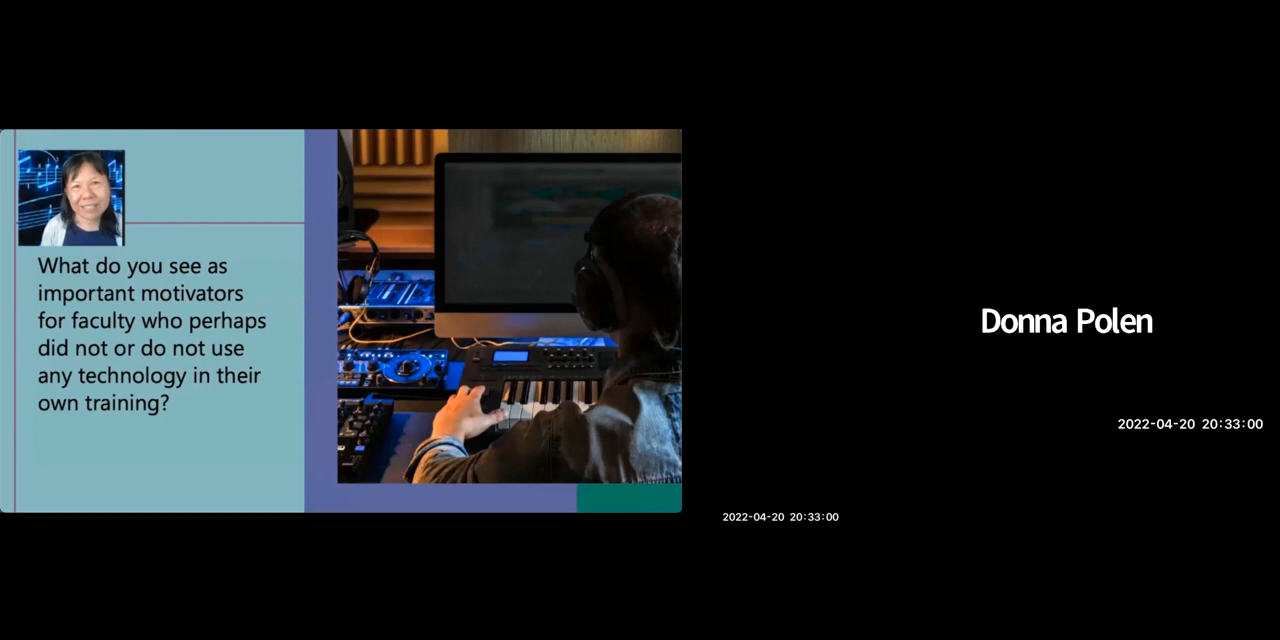 What do you see as
important motivators
for faculty who perhaps
did not or do not use
any technology in their
own training?
Donna Polen
2022-04-20 20:33:00
2022-04-20 20:33:00